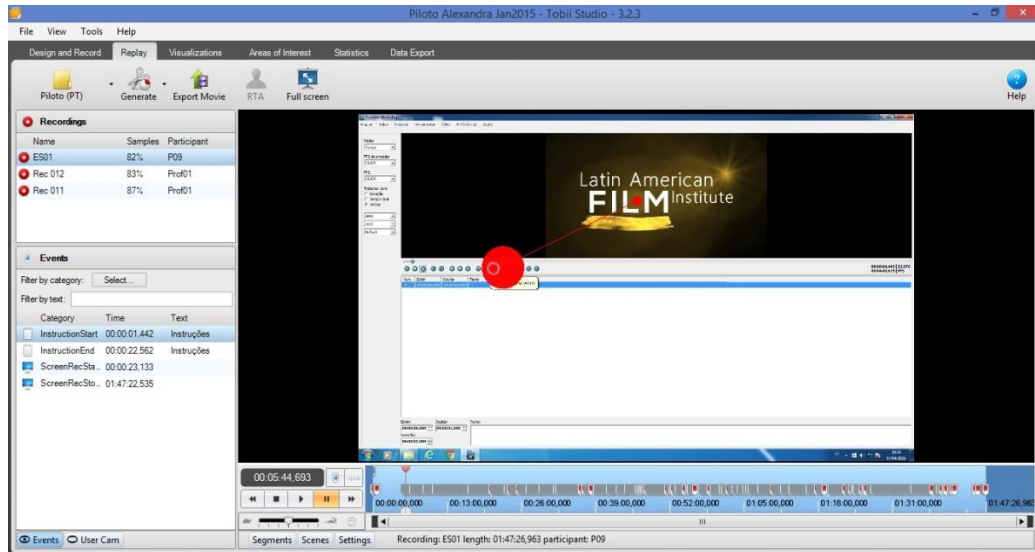 Piloto Alexandra Jan2015 - Tobii Studio - 3.2.3
File View Tools Help
Design and Record Replay Visualizations Areas of Interest Statistics Data Export
Piloto (PT) Generate Export Movie RTA Full screen Help
Recordings
Name Samples Participant
ES01 82% P09
Rec 012 83% Prof01
Rec 011 87% Prof01
Events
Filter by category: Select...
Filter by text:
Category Time Text
InstructionStart 00:00:01,442 Instruções
InstructionEnd 00:00:22,562 Instruções
ScreenRecSta... 00:00:23,133
ScreenRecSto... 01:47:22,535
Latin American
FILM Institute
00:05:44,693
00:00:00,000 00:13:00,000 00:26:00,000 00:39:00,000 00:52:00,000 01:05:00,000 01:18:00,000 01:31:00,000 01:47:26,963
Events User Cam Segments Scenes Settings Recording: ES01 length: 01:47:26,963 participant: P09